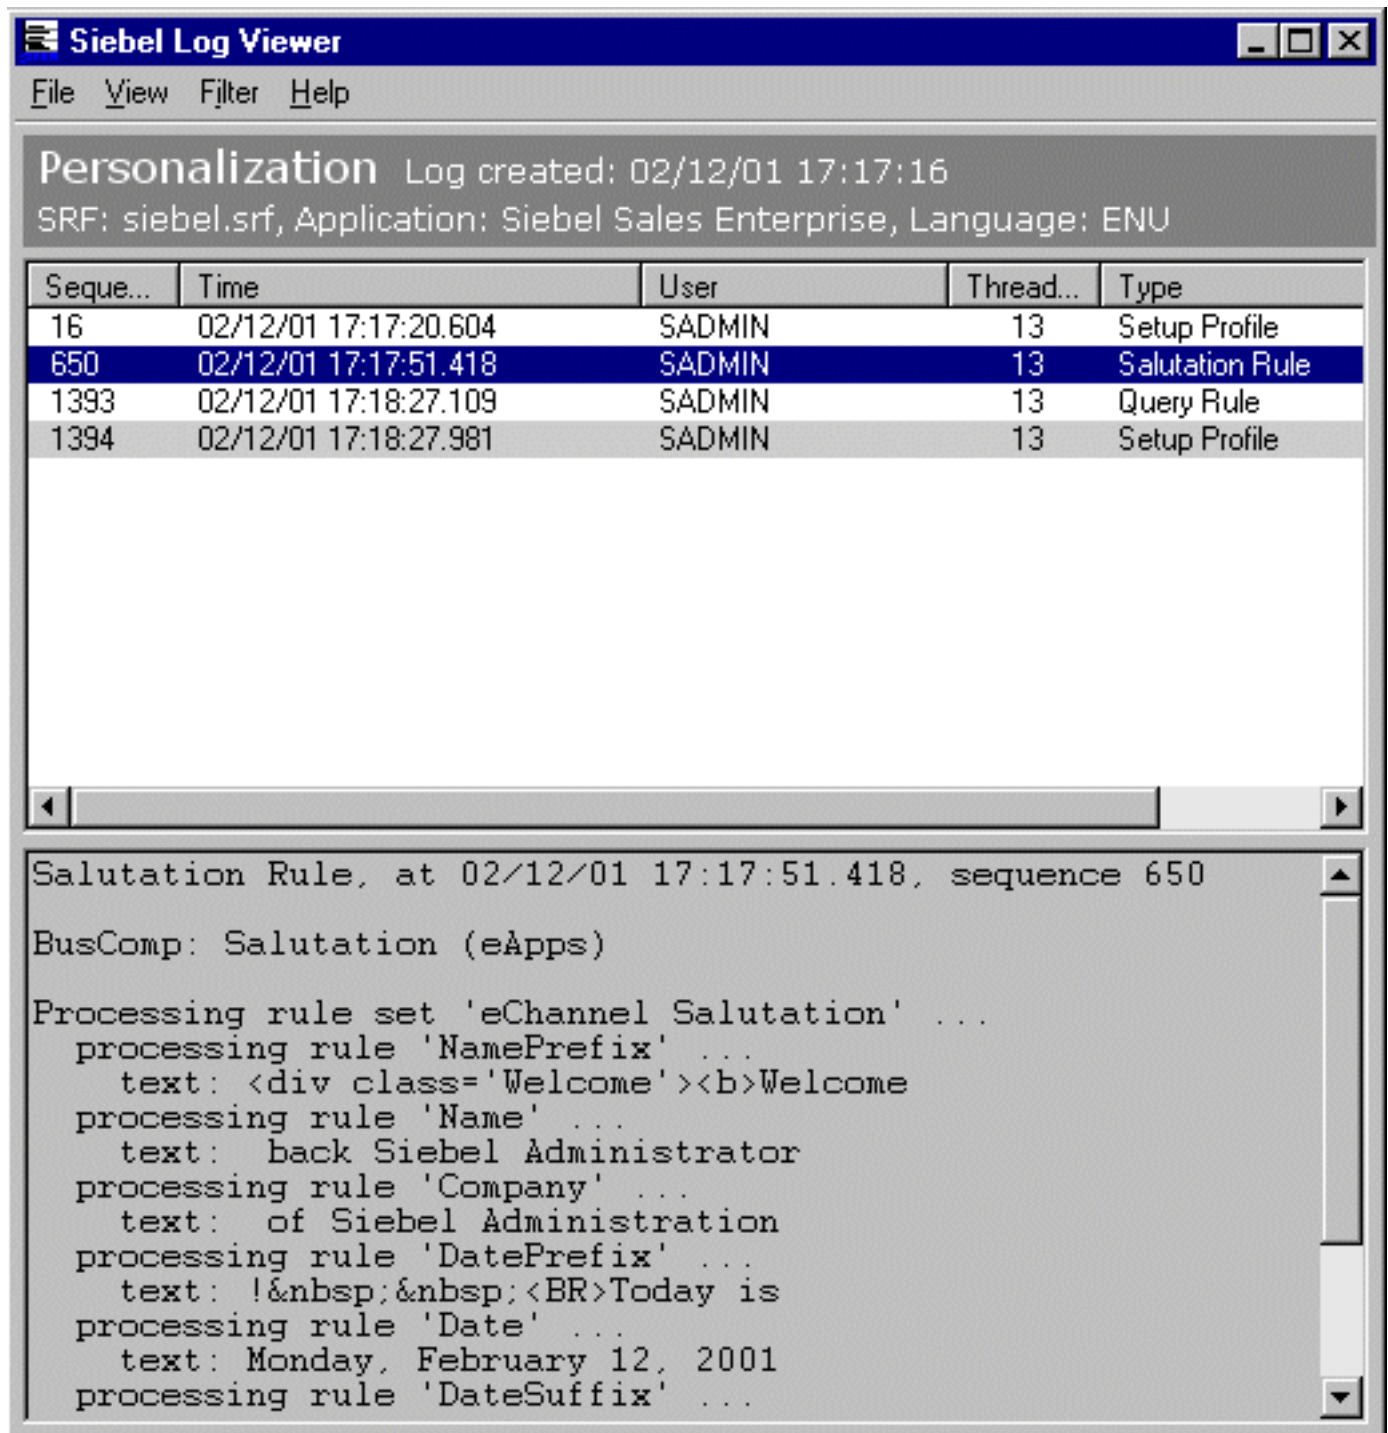 Siebel Log Viewer
File View Filter Help
Personalization Log created: 02/12/01 17:17:16
SRF: siebel.srf, Application: Siebel Sales Enterprise, Language: ENU
Seque... Time User Thread... Type
16 02/12/01 17:17:20.604 SADMIN 13 Setup Profile
650 02/12/01 17:17:51.418 SADMIN 13 Salutation Rule
1393 02/12/01 17:18:27.109 SADMIN 13 Query Rule
1394 02/12/01 17:18:27.981 SADMIN 13 Setup Profile
Salutation Rule, at 02/12/01 17:17:51.418, sequence 650
BusComp: Salutation (eApps)
Processing rule set 'eChannel Salutation' ...
processing rule 'NamePrefix' ...
text: <div class='Welcome'><b>Welcome
processing rule 'Name' ...
text:  back Siebel Administrator
processing rule 'Company' ...
text:  of Siebel Administration
processing rule 'DatePrefix' ...
text: !&nbsp;&nbsp;<BR>Today is
processing rule 'Date' ...
text: Monday, February 12, 2001
processing rule 'DateSuffix' ...